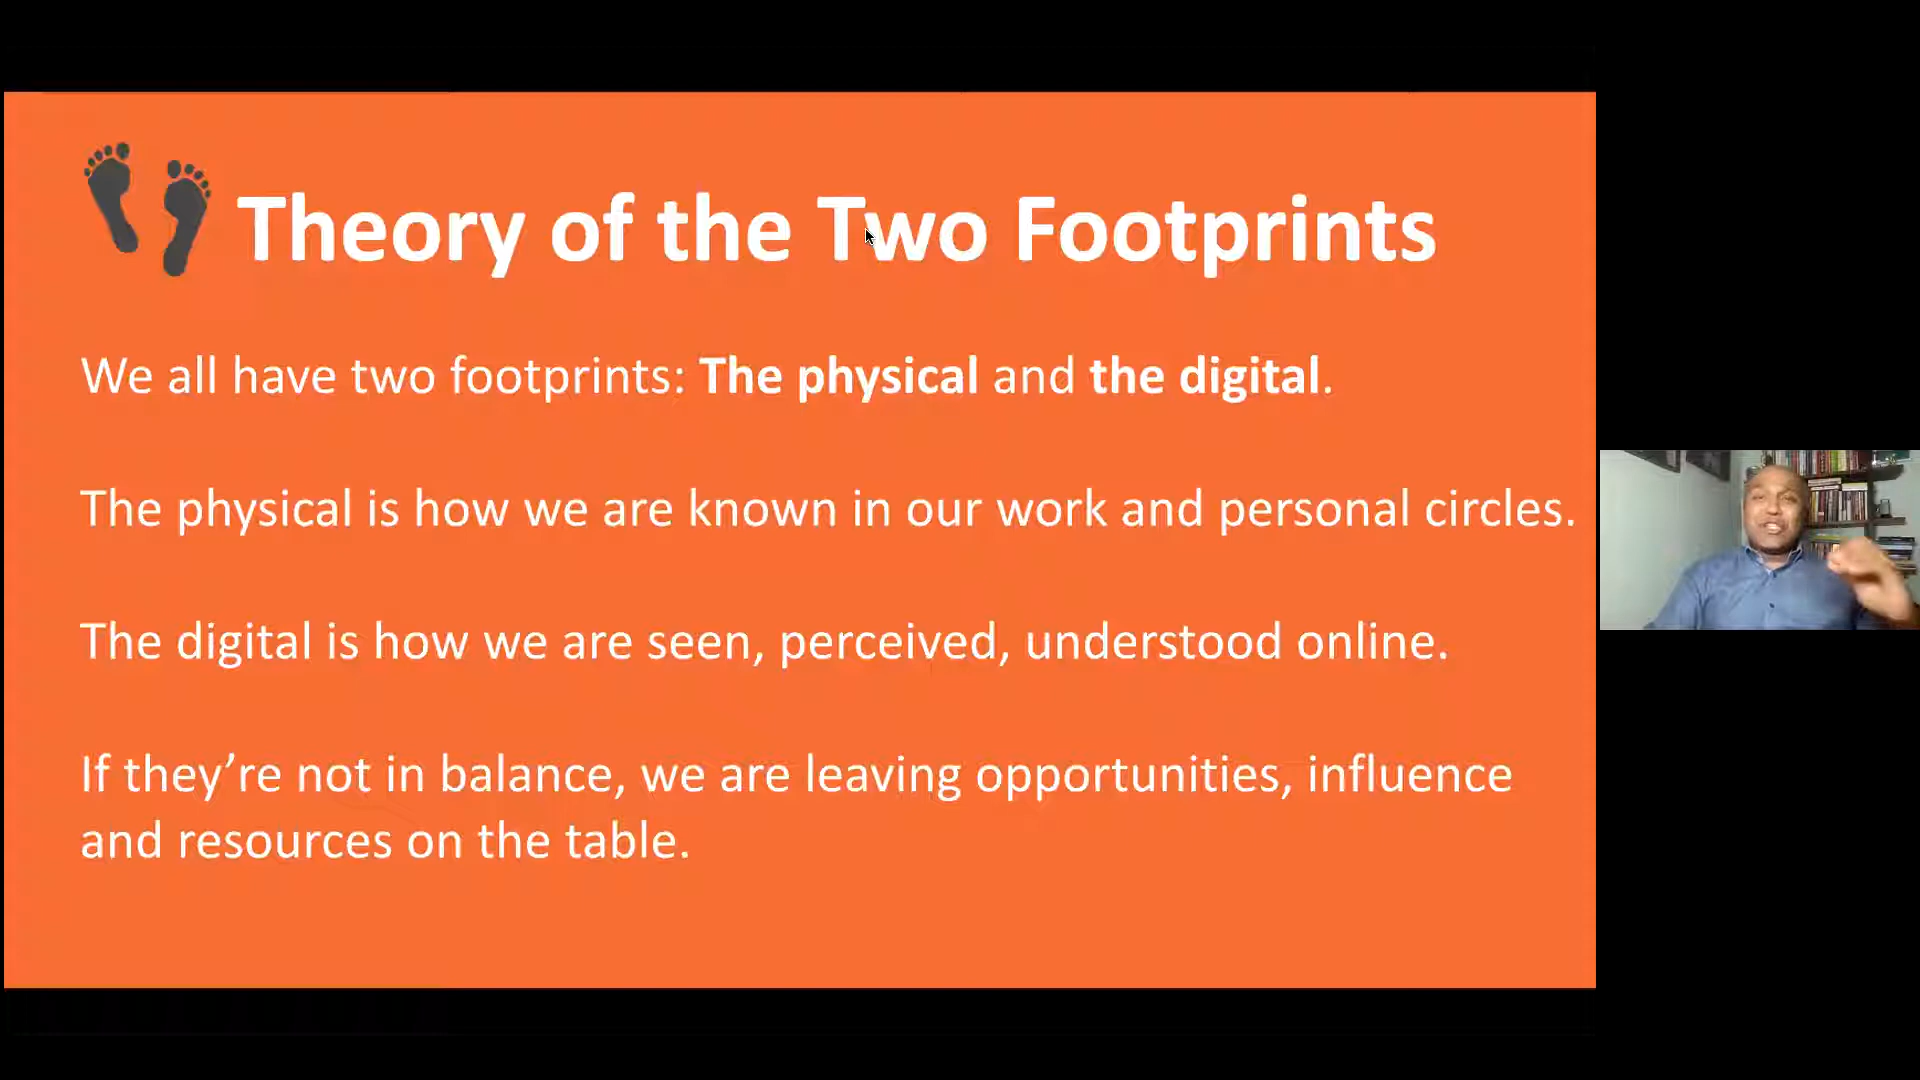 Theory of the Two Footprints
We all have two footprints: The physical and the digital.
The physical is how we are known in our work and personal circles.
The digital is how we are seen, perceived, understood online.
If they’re not in balance, we are leaving opportunities, influence
and resources on the table.